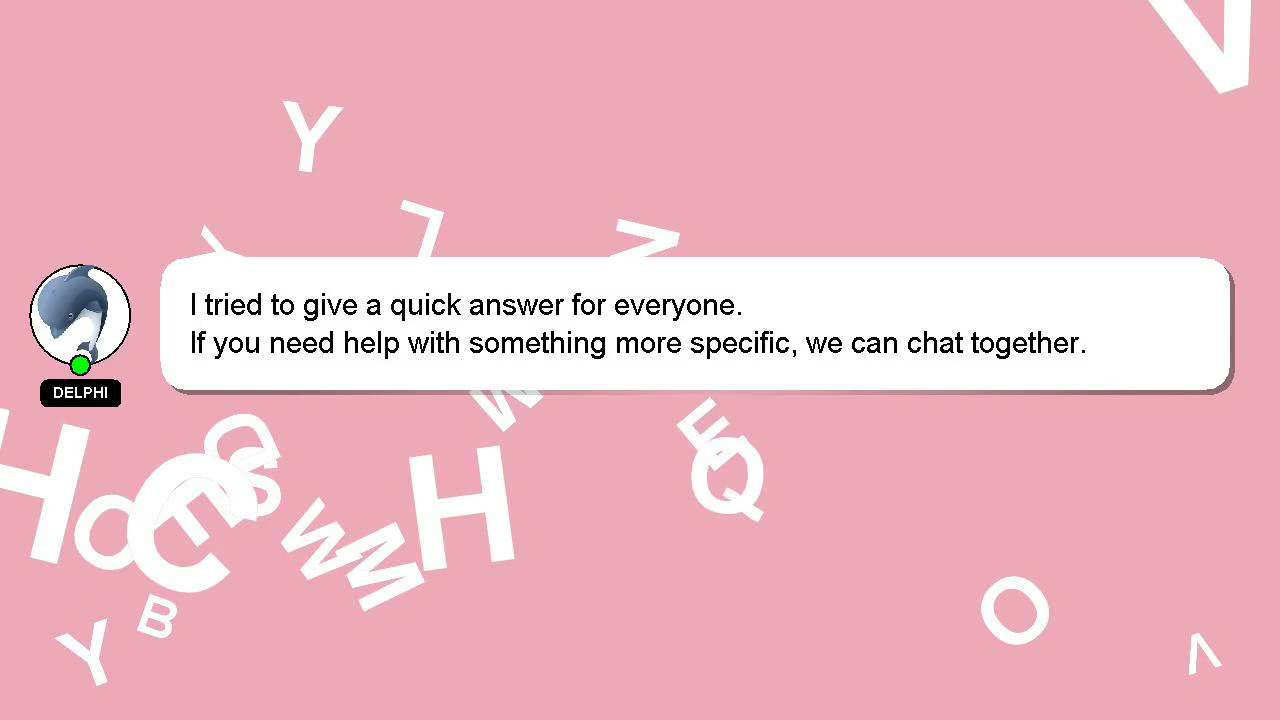 I tried to give a quick answer for everyone.
If you need help with something more specific, we can chat together.
DELPHI
V
Y
L
Y
Z
W
E
Q
H
D
S
C
E
O
W
M
H
B
Y
O
V